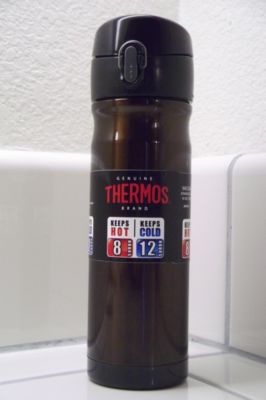 GENUINE
THERMOS
BRAND
KEEPS KEEPS
HOT COLD
8 HOURS 12 HOURS